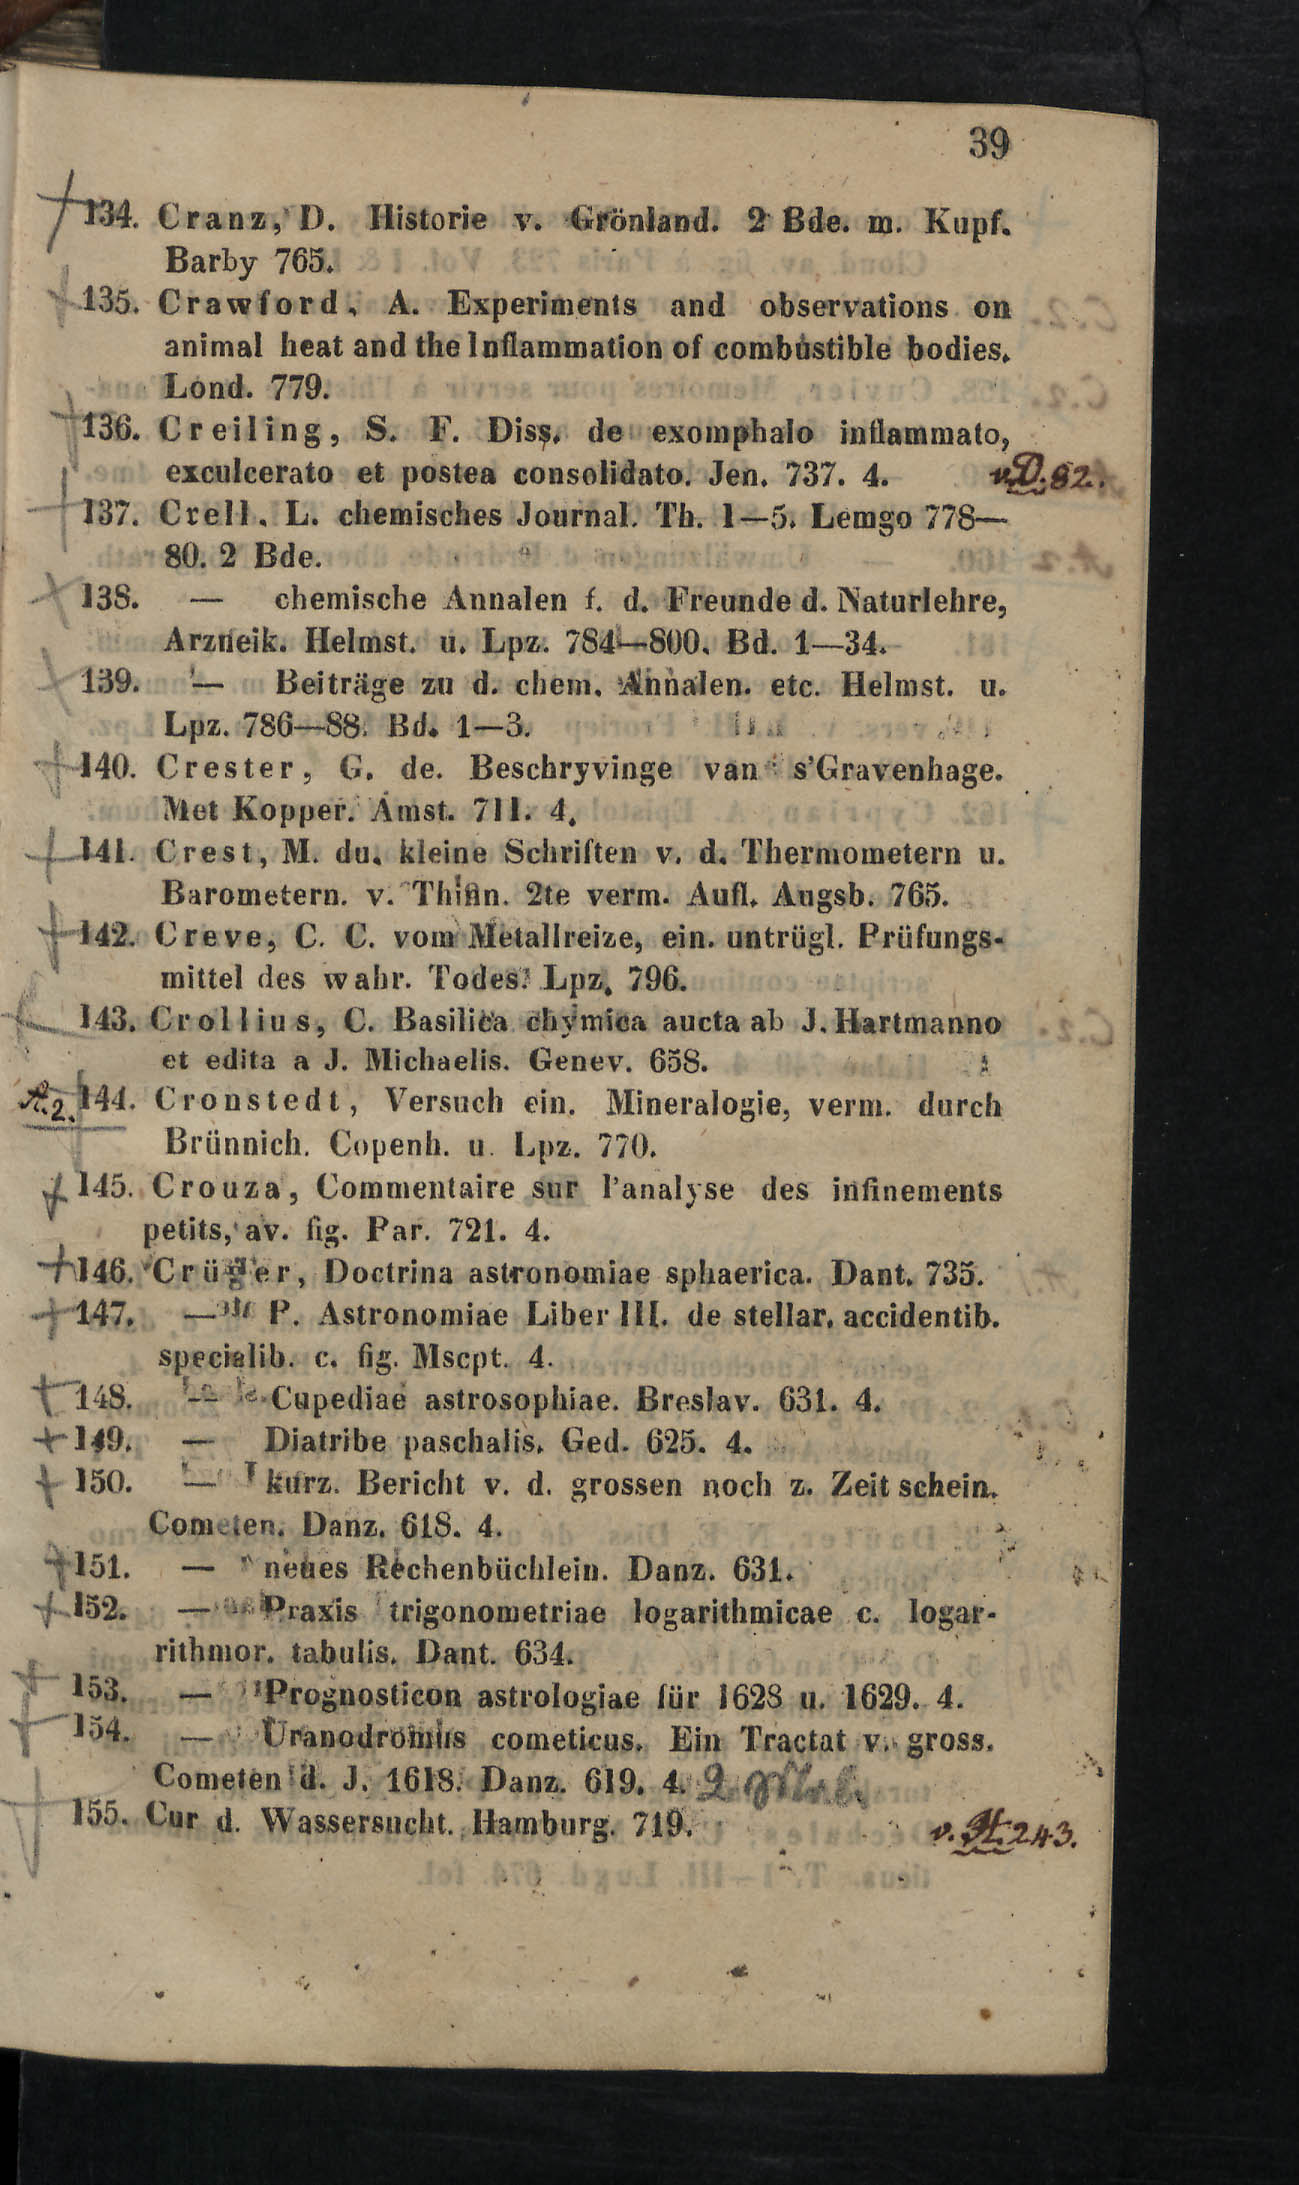 39
134. Cranz, D. Historie v. Grönland. 2 Bde. m. Kupf.
Barby 765.
135. Crawford, A. Experiments and observations on
animal heat and the Inflammation of combustible bodies.
Lond. 779.
136. Creiling, S. F. Diss. de exomphalo inflammato,
exculcerato et postea consolidato. Jen. 737. 4. v. D. 82.
137. Crell, L. chemisches Journal. Th. 1—5. Lemgo 778—
80. 2 Bde.
138. — chemische Annalen f. d. Freunde d. Naturlehre,
Arzneik. Helmst. u. Lpz. 784—800. Bd. 1—34.
139. — Beiträge zu d. chem. Annalen. etc. Helmst. u.
Lpz. 786—88. Bd. 1—3.
140. Crester, G. de. Beschryvinge van s'Gravenhage.
Met Kopper. Amst. 711. 4.
141. Crest, M. du. kleine Schriften v. d. Thermometern u.
Barometern. v. 2te verm. Aufl. Augsb. 765.
142. Creve, C. C. vom Metallreize, ein. untrügl. Prüfungs-
mittel des wahr. Todes. Lpz. 796.
143. Crollius, C. Basilica chymica aucta ab J. Hartmanno
et edita a J. Michaelis. Genev. 658.
A. 2. 144. Cronstedt, Versuch ein. Mineralogie, verm. durch
Brünnich. Copenh. u. Lpz. 770.
145. Crouza, Commentaire sur l'analyse des infinements
petits, av. fig. Par. 721. 4.
146. Crüger, Doctrina astronomiae sphaerica. Dant. 735.
147. — P. Astronomiae Liber III. de stellar. accidentib.
specialib. c. fig. Mscpt. 4.
148. — Cupediae astrosophiae. Breslav. 631. 4.
149. — Diatribe paschalis. Ged. 625. 4.
150. — kurz. Bericht v. d. grossen noch z. Zeit schein.
Cometen. Danz. 618. 4.
151. — neues Rechenbüchlein. Danz. 631.
152. — Praxis trigonometriae logarithmicae c. logar-
rithmor. tabulis. Dant. 634.
153. — Prognosticon astrologiae für 1628 u. 1629. 4.
154. — Uranodromus cometicus. Ein Tractat v. gross.
Cometen d. J. 1618. Danz. 619. 4. 2
155. Cur d. Wassersucht. Hamburg. 719. v. 243.